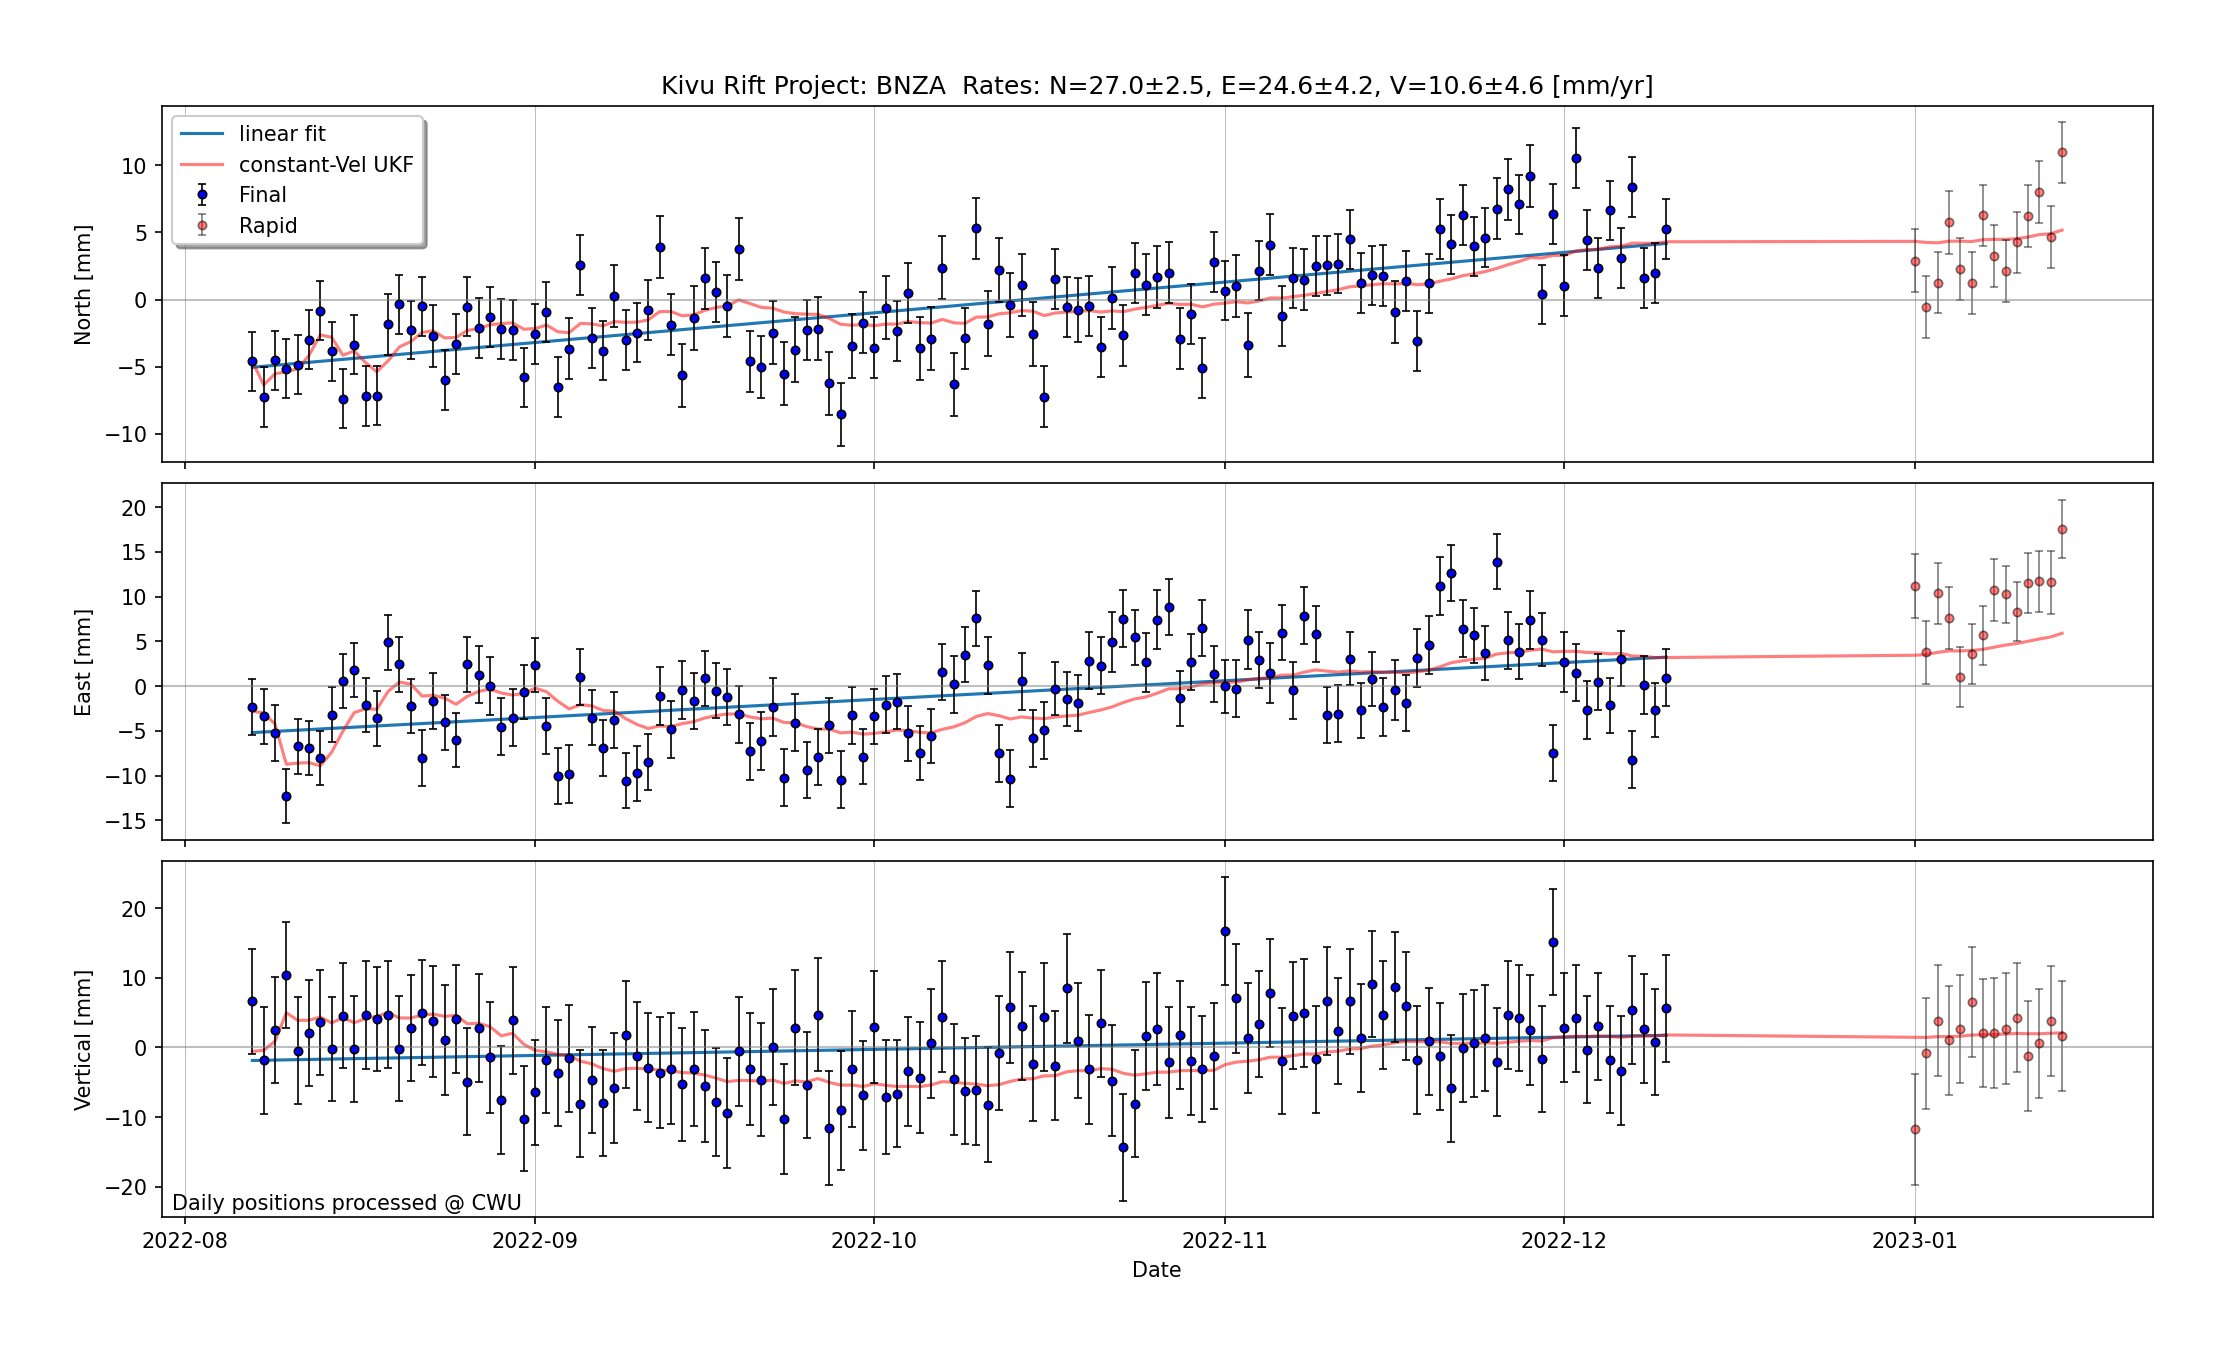 Kivu Rift Project: BNZA  Rates: N=27.0±2.5, E=24.6±4.2, V=10.6±4.6 [mm/yr]
linear fit
constant-Vel UKF
Final
Rapid
North [mm]
10
5
0
−5
−10
East [mm]
20
15
10
5
0
−5
−10
−15
Vertical [mm]
20
10
0
−10
−20
Daily positions processed @ CWU
2022-08 2022-09 2022-10 2022-11 2022-12 2023-01
Date